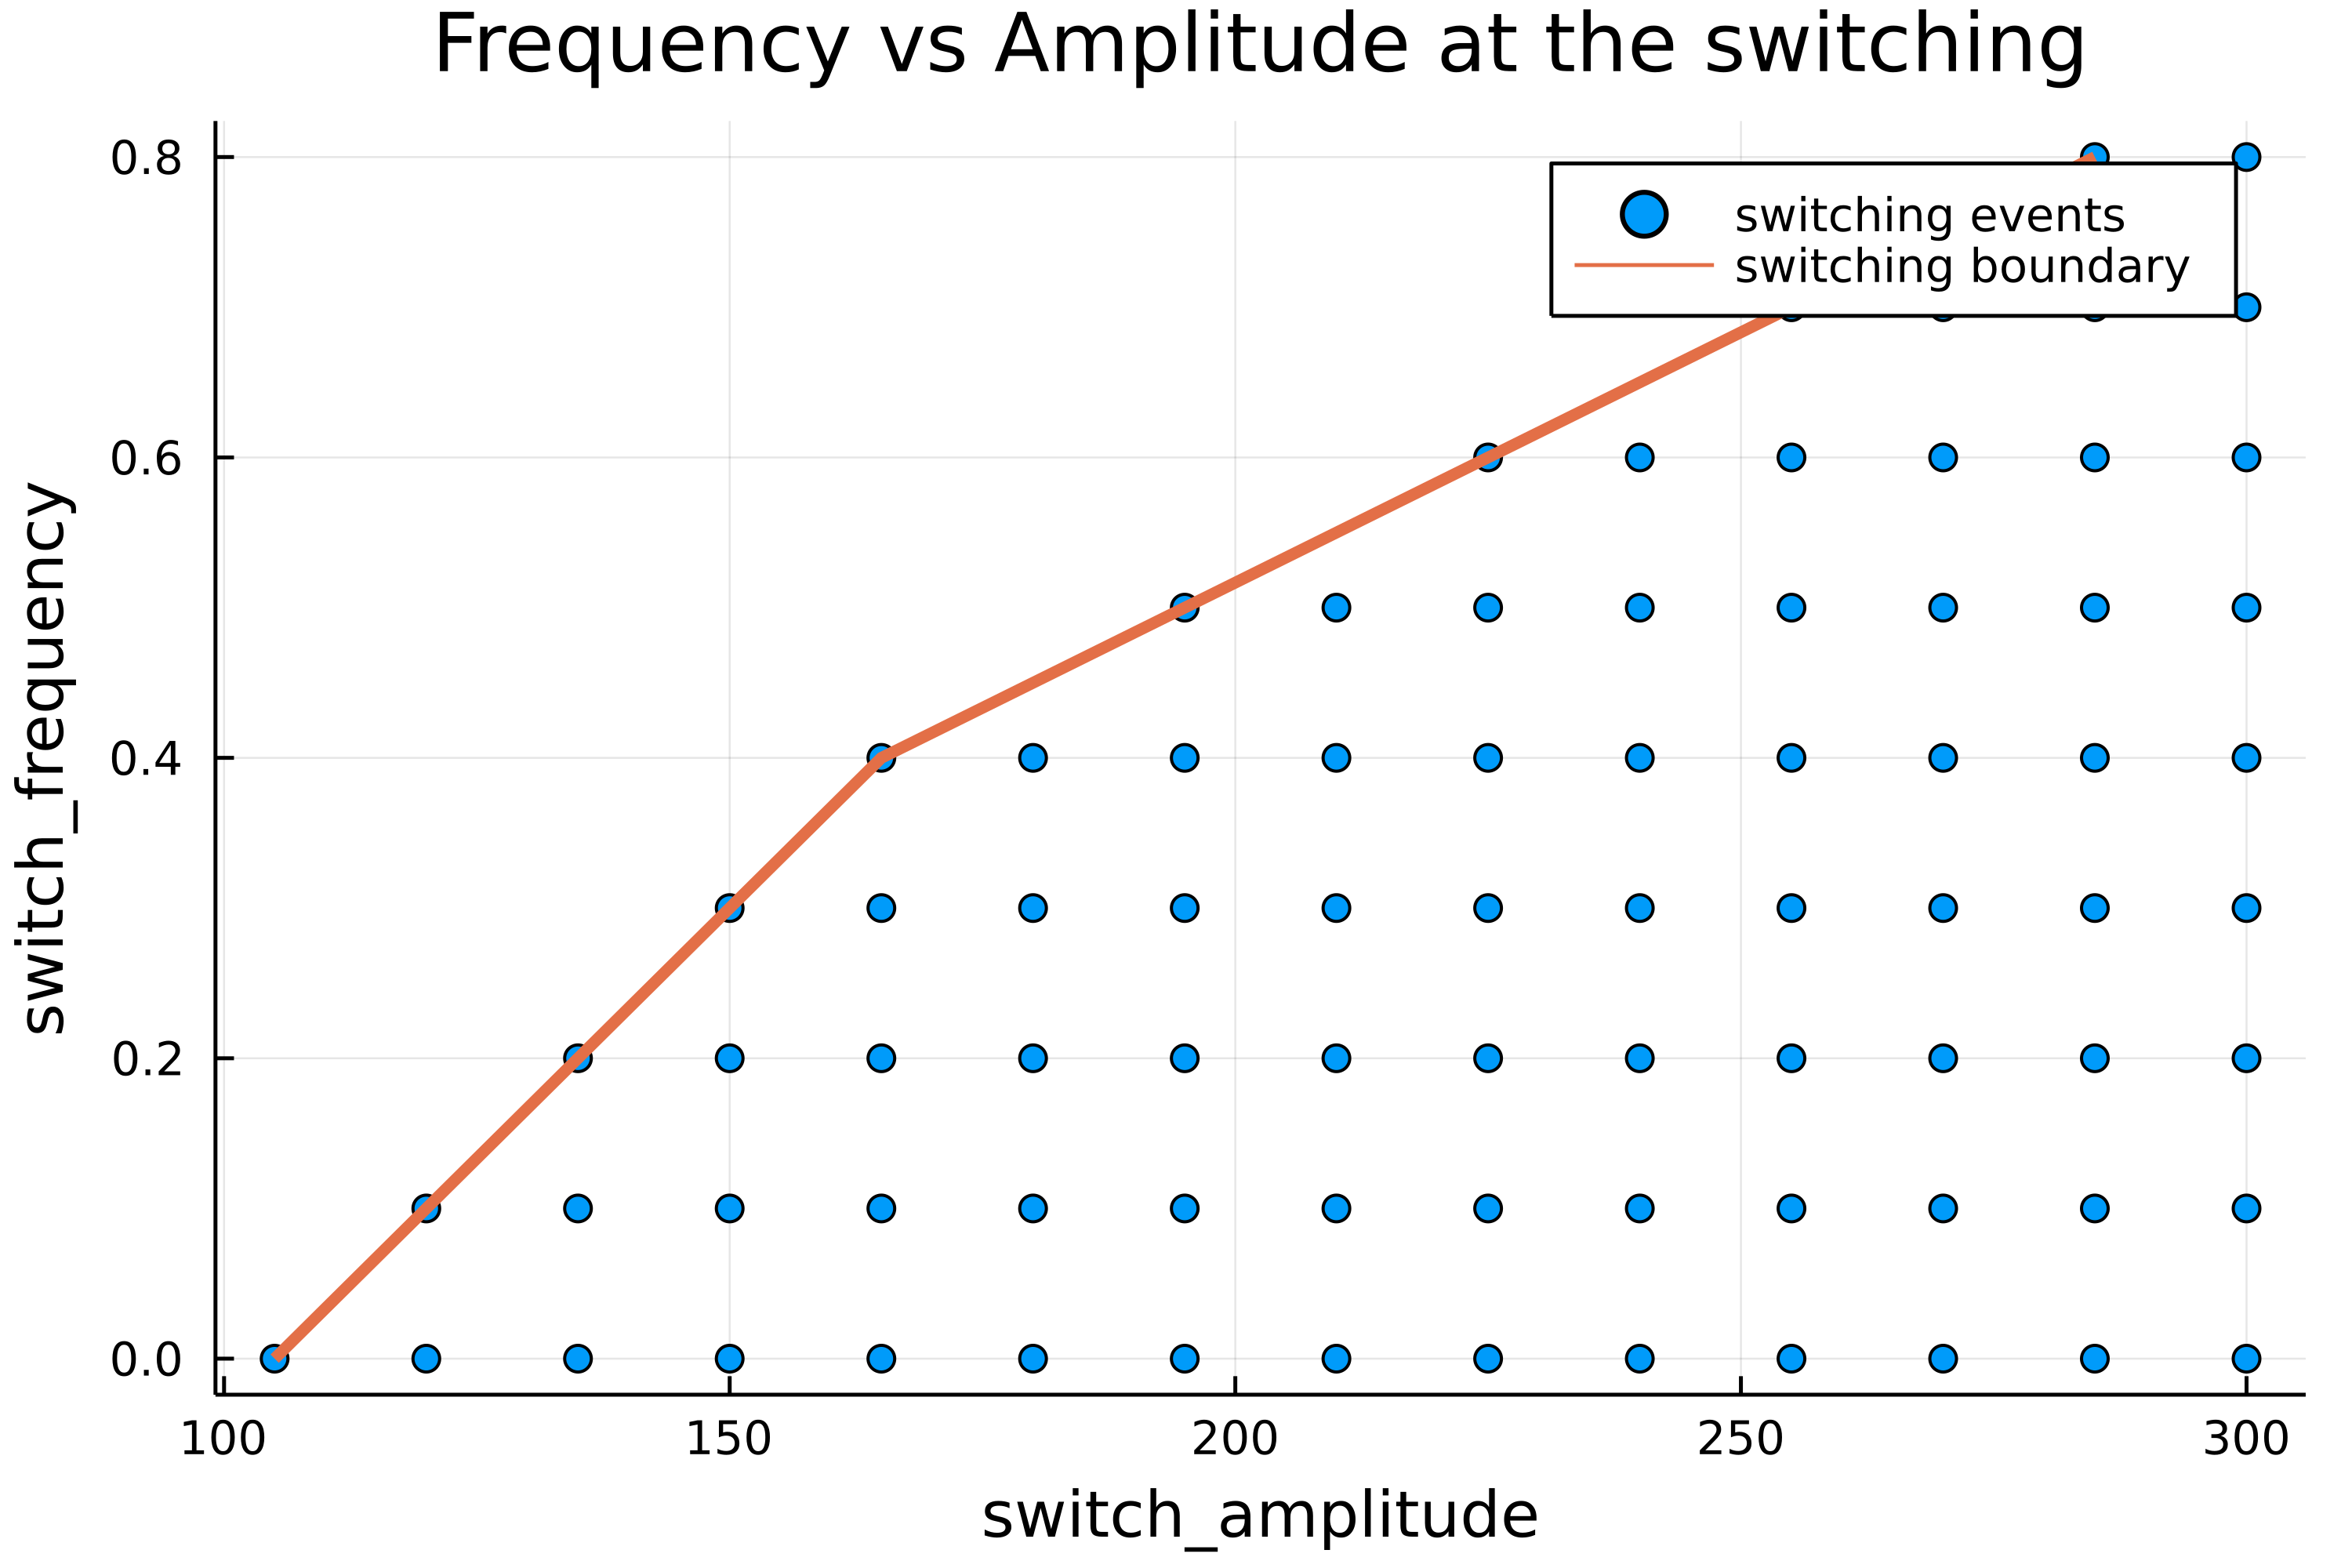 Frequency vs Amplitude at the switching
switching events
switching boundary
0.8
0.6
0.4
0.2
0.0
switch_frequency
100 150 200 250 300
switch_amplitude